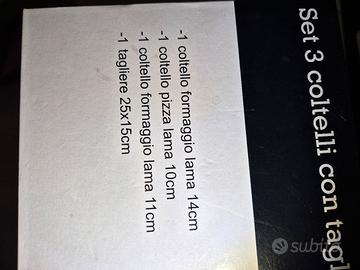 Set 3 coltelli con tagl
-1 coltello formaggio lama 14cm
-1 coltello pizza lama 10cm
-1 coltello formaggio lama 11cm
-1 tagliere 25x15cm
subito